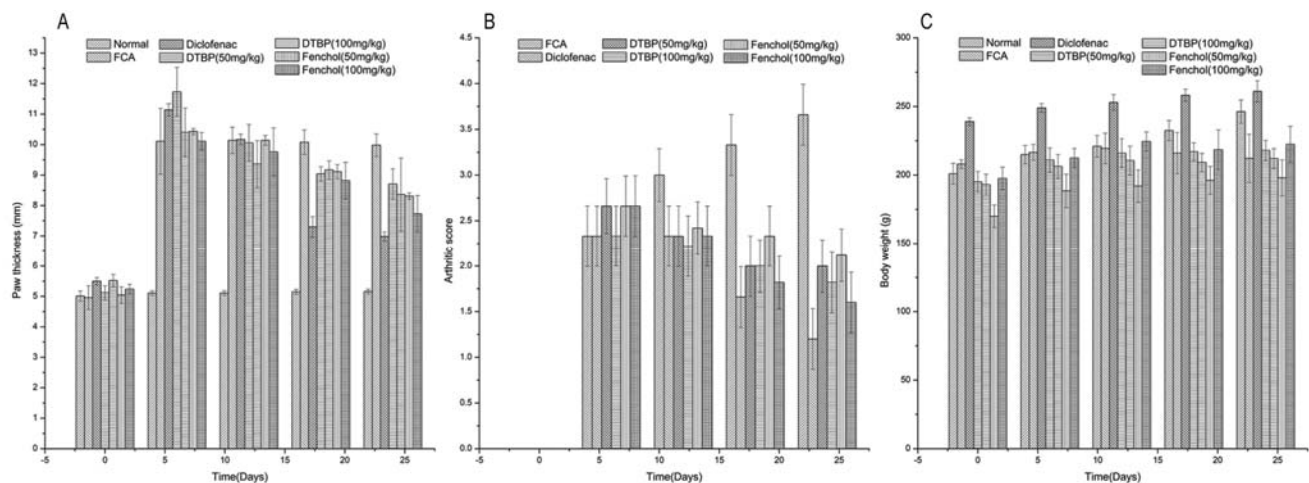 A
Normal Diclofenac DTBP(100mg/kg)
FCA DTBP(50mg/kg) Fenchol(50mg/kg)
Fenchol(100mg/kg)
Paw thickness (mm)
13
12
11
10
9
8
7
6
5
4
3
2
1
0
-5 0 5 10 15 20 25
Time(Days)
B
FCA DTBP(50mg/kg) Fenchol(50mg/kg)
Diclofenac DTBP(100mg/kg) Fenchol(100mg/kg)
Arthritic score
4.5
4.0
3.5
3.0
2.5
2.0
1.5
1.0
0.5
0.0
-5 0 5 10 15 20 25
Time(Days)
C
Normal Diclofenac DTBP(100mg/kg)
FCA DTBP(50mg/kg) Fenchol(50mg/kg)
Fenchol(100mg/kg)
Body weight (g)
300
250
200
150
100
50
0
-5 0 5 10 15 20 25
Time(Days)